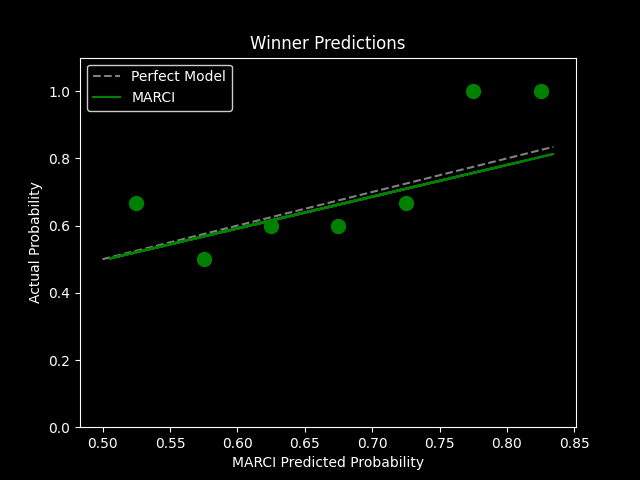 Winner Predictions
Perfect Model
MARCI
1.0
0.8
0.6
0.4
0.2
0.0
Actual Probability
0.50 0.55 0.60 0.65 0.70 0.75 0.80 0.85
MARCI Predicted Probability